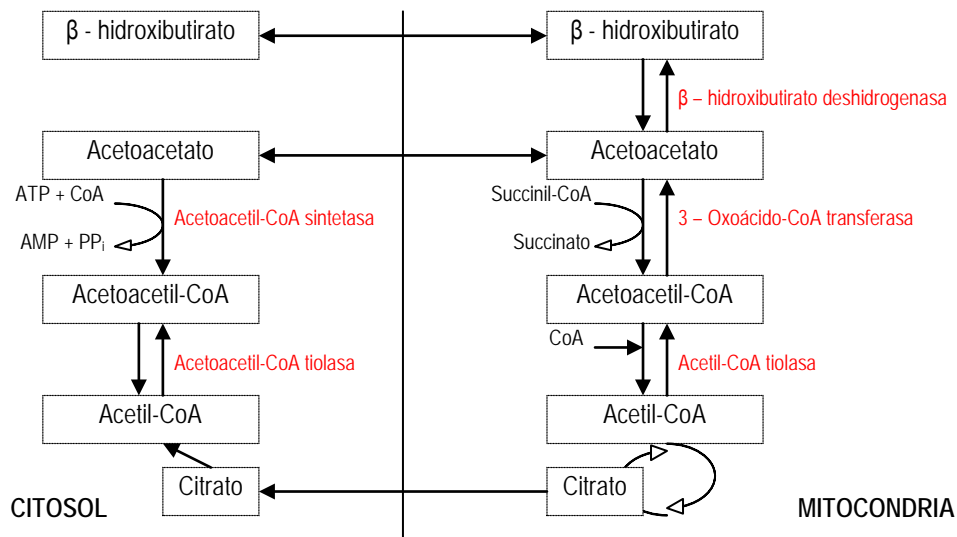 β - hidroxibutirato
β - hidroxibutirato
β – hidroxibutirato deshidrogenasa
Acetoacetato
Acetoacetato
ATP + CoA
Acetoacetil-CoA sintetasa
AMP + PPi
Succinil-CoA
3 – Oxoácido-CoA transferasa
Succinato
Acetoacetil-CoA
Acetoacetil-CoA
CoA
Acetoacetil-CoA tiolasa
Acetil-CoA tiolasa
Acetil-CoA
Acetil-CoA
Citrato
Citrato
CITOSOL
MITOCONDRIA